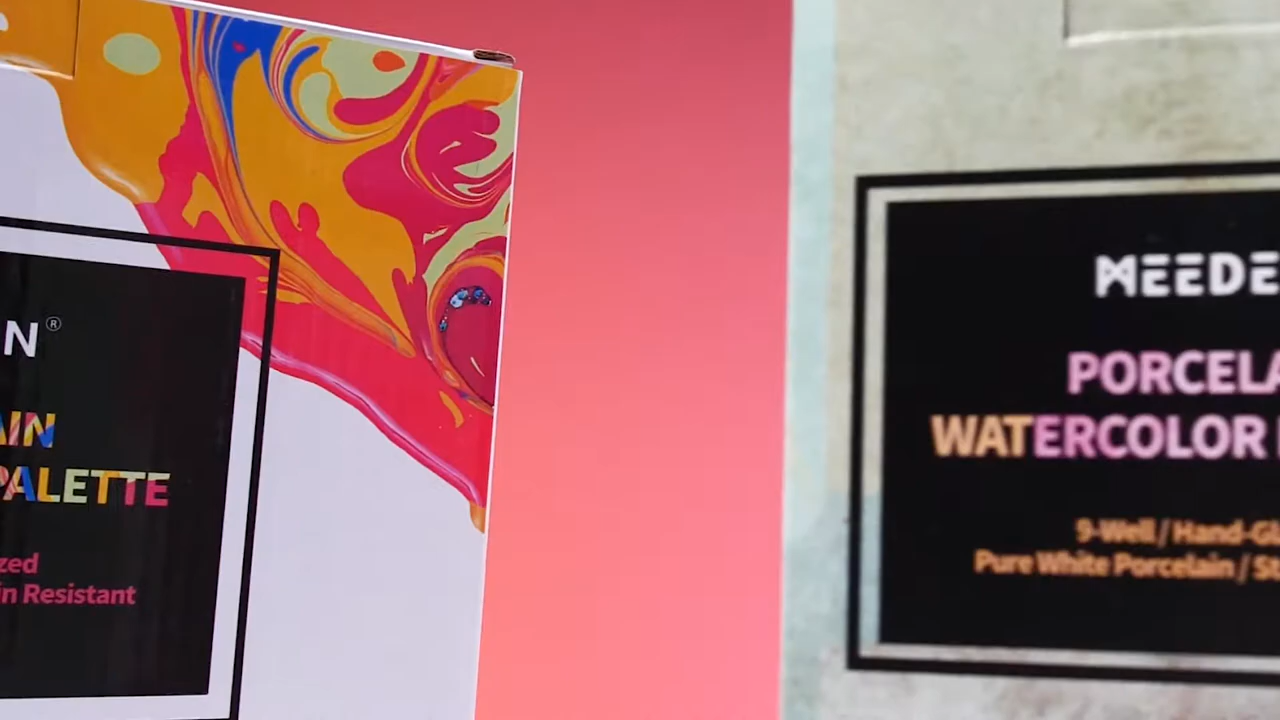 N®
AIN
PALETTE
zed
in Resistant
MEEDE
PORCELA
WATERCOLOR
9-Well / Hand-Gl
Pure White Porcelain / St